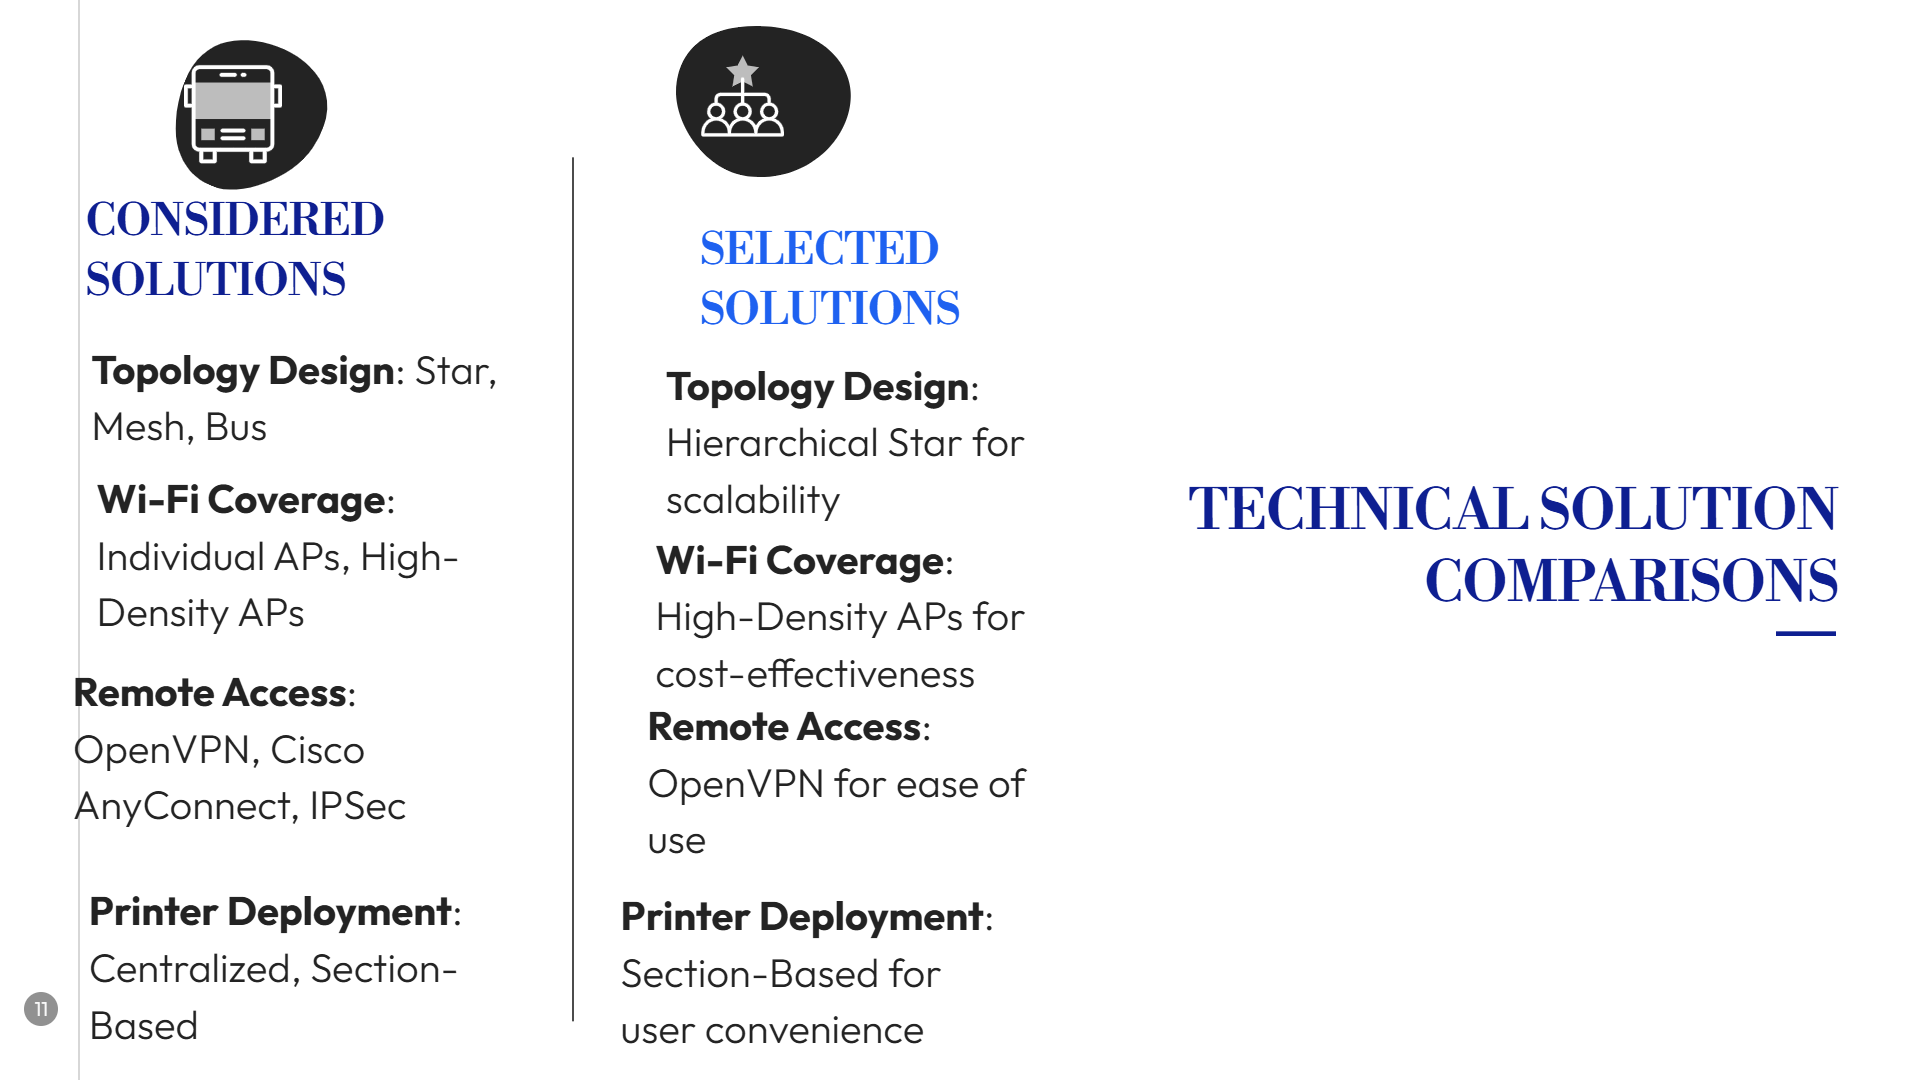 CONSIDERED
SOLUTIONS
Topology Design: Star,
Mesh, Bus
Wi-Fi Coverage:
Individual APs, High-
Density APs
Remote Access:
OpenVPN, Cisco
AnyConnect, IPSec
Printer Deployment:
Centralized, Section-
Based
SELECTED
SOLUTIONS
Topology Design:
Hierarchical Star for
scalability
Wi-Fi Coverage:
High-Density APs for
cost-effectiveness
Remote Access:
OpenVPN for ease of
use
Printer Deployment:
Section-Based for
user convenience
TECHNICAL SOLUTION
COMPARISONS
11